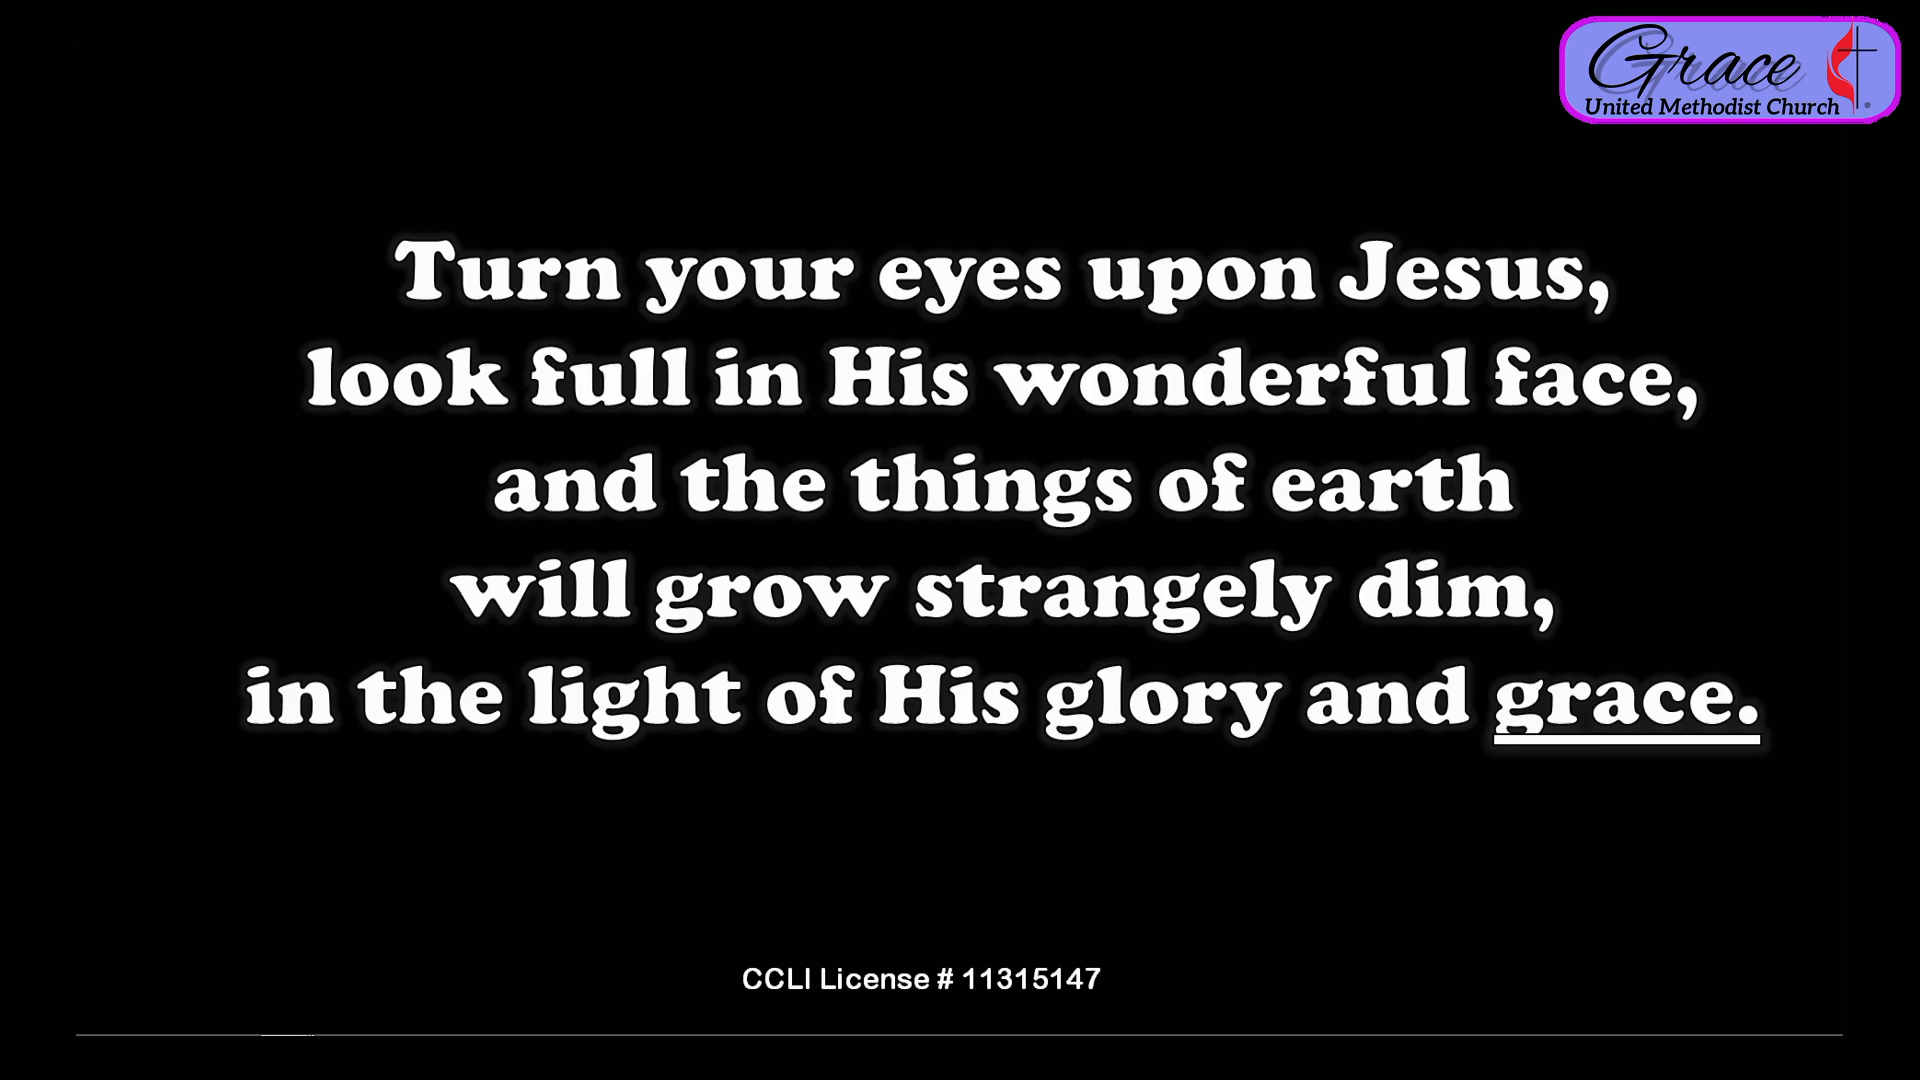 Grace
United Methodist Church
®
Turn your eyes upon Jesus,
look full in His wonderful face,
and the things of earth
will grow strangely dim,
in the light of His glory and grace.
CCLI License # 11315147